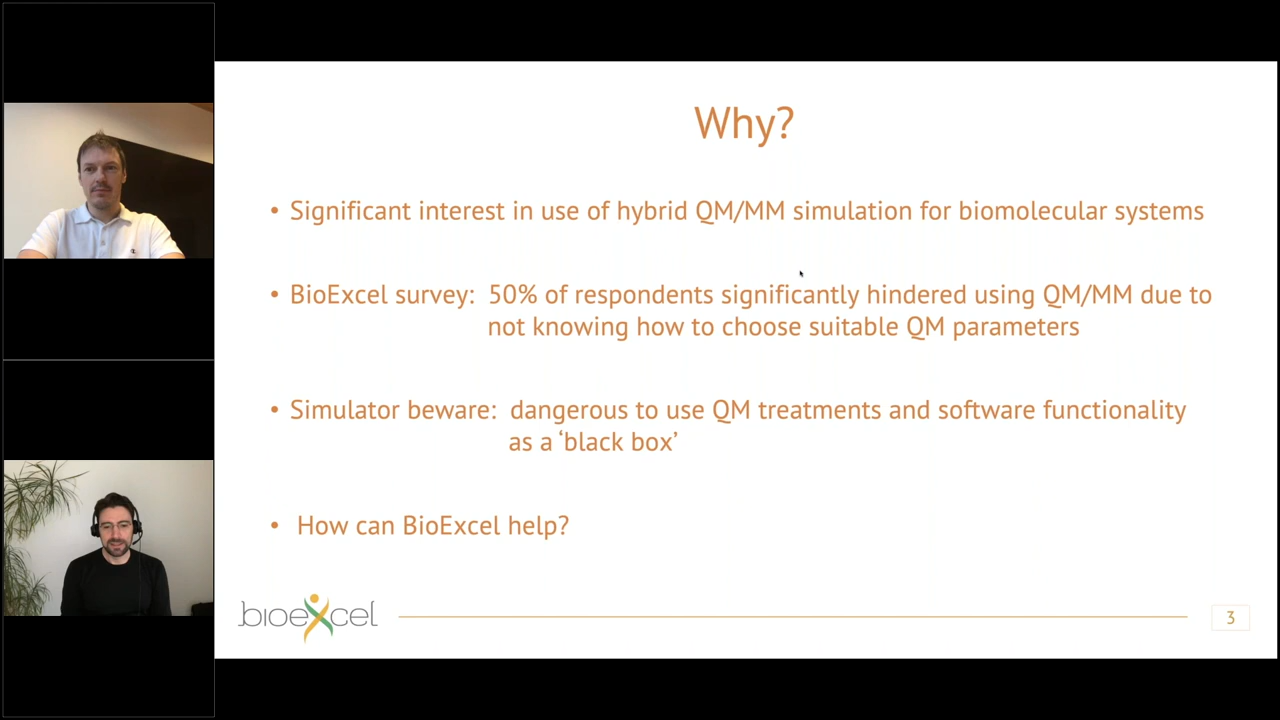 Why?
• Significant interest in use of hybrid QM/MM simulation for biomolecular systems
• BioExcel survey: 50% of respondents significantly hindered using QM/MM due to
not knowing how to choose suitable QM parameters
• Simulator beware: dangerous to use QM treatments and software functionality
as a ‘black box’
• How can BioExcel help?
bioexcel
3